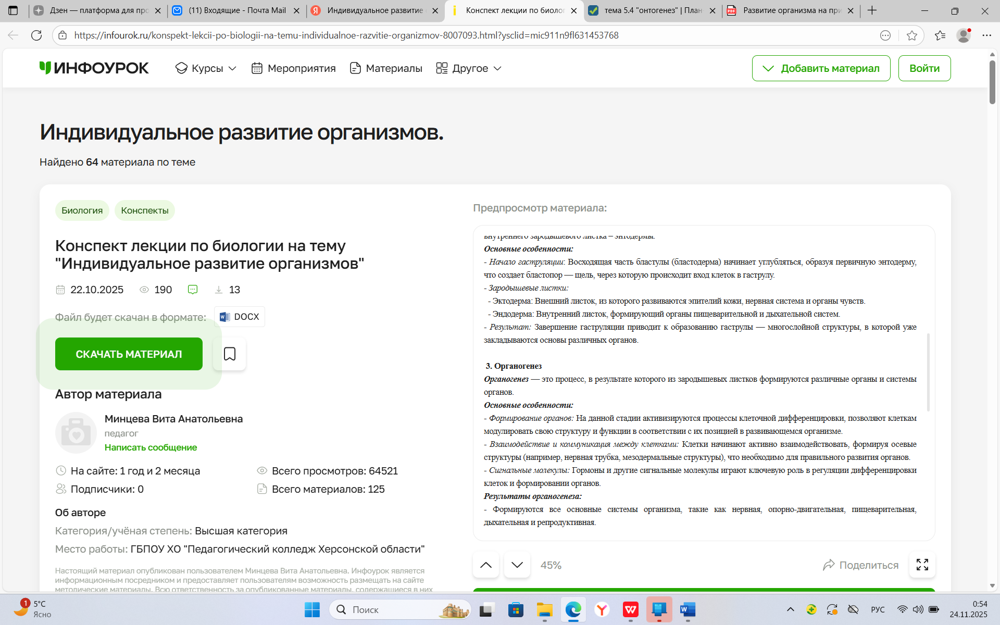 Дзен — платформа для про
(11) Входящие - Почта Mail
Индивидуальное развитие
Конспект лекции по биоло
тема 5.4 "онтогенез" | План
Развитие организма на при
https://infourok.ru/konspekt-lekcii-po-biologii-na-temu-individualnoe-razvitie-organizmov-8007093.html?ysclid=mic911n9fl631453768
ИНФОУРОК
Курсы
Мероприятия
Материалы
Другое
Добавить материал
Войти
Индивидуальное развитие организмов.
Найдено 64 материала по теме
Биология
Конспекты
Конспект лекции по биологии на тему
"Индивидуальное развитие организмов"
22.10.2025
190
13
Файл будет скачан в формате:
DOCX
СКАЧАТЬ МАТЕРИАЛ
Автор материала
Минцева Вита Анатольевна
педагог
Написать сообщение
На сайте: 1 год и 2 месяца
Всего просмотров: 64521
Подписчики: 0
Всего материалов: 125
Об авторе
Категория/учёная степень: Высшая категория
Место работы: ГБПОУ ХО "Педагогический колледж Херсонской области"
Настоящий материал опубликован пользователем Минцева Вита Анатольевна. Инфоурок является
информационным посредником и предоставляет пользователям возможность размещать на сайте
методические материалы. Всю ответственность за опубликованные материалы, содержащиеся в них
Предпросмотр материала:
внутреннего зародышевого листка – энтодермы.
Основные особенности:
- Начало гаструляции: Восходящая часть бластулы (бластодерма) начинает углубляться, образуя первичную энтодерму,
что создает бластопор — щель, через которую происходит вход клеток в гаструлу.
- Зародышевые листки:
- Эктодерма: Внешний листок, из которого развиваются эпителий кожи, нервная система и органы чувств.
- Эндодерма: Внутренний листок, формирующий органы пищеварительной и дыхательной систем.
- Результат: Завершение гаструляции приводит к образованию гаструлы — многослойной структуры, в которой уже
закладываются основы различных органов.
3. Органогенез
Органогенез — это процесс, в результате которого из зародышевых листков формируются различные органы и системы
органов.
Основные особенности:
- Формирование органов: На данной стадии активизируются процессы клеточной дифференцировки, позволяют клеткам
модулировать свою структуру и функции в соответствии с их позицией в развивающемся организме.
- Взаимодействие и коммуникация между клетками: Клетки начинают активно взаимодействовать, формируя осевые
структуры (например, нервная трубка, мезодермальные структуры), что необходимо для правильного развития органов.
- Сигнальные молекулы: Гормоны и другие сигнальные молекулы играют ключевую роль в регуляции дифференцировки
клеток и формировании органов.
Результаты органогенеза:
- Формируются все основные системы организма, такие как нервная, опорно-двигательная, пищеварительная,
дыхательная и репродуктивная.
45%
Поделиться
1
5°C
Ясно
Поиск
РУС
0:54
24.11.2025